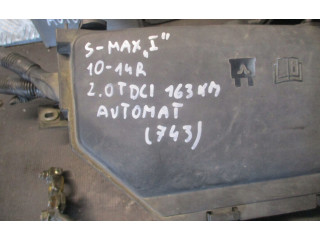 S-MAX „I"
10-14R
2.0TDCI 163KM
AUTOMAT
(743)